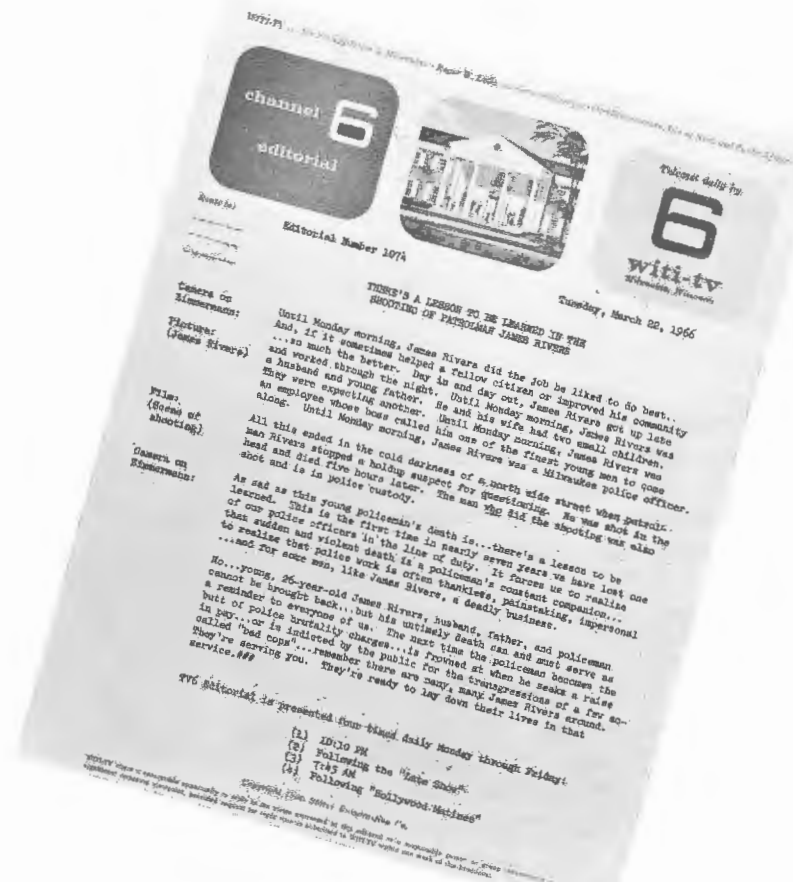 WITI-TV
Roger W. LeGrand
channel 6
editorial
Telecast daily by:
6
witi-tv
Milwaukee, Wisconsin
Editorial Number 1074
Tuesday, March 22, 1966
THERE'S A LESSON TO BE LEARNED IN THE
SHOOTING OF PATROLMAN JAMES RIVERS
Camera on
Zimmermann:
Picture:
(James Rivers)
Until Monday morning, James Rivers did the job he liked to do best..
And, if it sometimes helped a fellow citizen or improved his community
...so much the better. Day in and day out, James Rivers got up late
and worked through the night. Until Monday morning, James Rivers was
a husband and young father. He and his wife had two small children.
They were expecting another. Until Monday morning, James Rivers was
an employee whose boss called him one of the finest young men to come
along. Until Monday morning, James Rivers was a Milwaukee police officer.
Film:
(Scene of
shooting)
All this ended in the cold darkness of a north side street when patrol-
man Rivers stopped a holdup suspect for questioning. He was shot in the
head and died five hours later. The man who did the shooting was also
shot and is in police custody.
Camera on
Zimmermann:
As sad as this young policeman's death is...there's a lesson to be
learned. This is the first time in nearly seven years we have lost one
of our police officers in the line of duty. It forces us to realize
that sudden and violent death is a policeman's constant companion...
to realize that police work is often thankless, painstaking, impersonal
...and for some men, like James Rivers, a deadly business.
No...young, 26-year-old James Rivers, husband, father, and policeman
cannot be brought back...but his untimely death can and must serve as
a reminder to everyone of us. The next time the policeman becomes the
butt of police brutality charges...is frowned at when he seeks a raise
in pay...or is indicted by the public for the transgressions of a few so-
called "bad cops"...remember there are many, many James Rivers around.
They're serving you. They're ready to lay down their lives in that
service.###
TV6 Editorial is presented four times daily Monday through Friday:
(1) 10:10 PM
(2) Following the "Late Show"
(3) 7:45 AM
(4) Following "Hollywood Matinee"